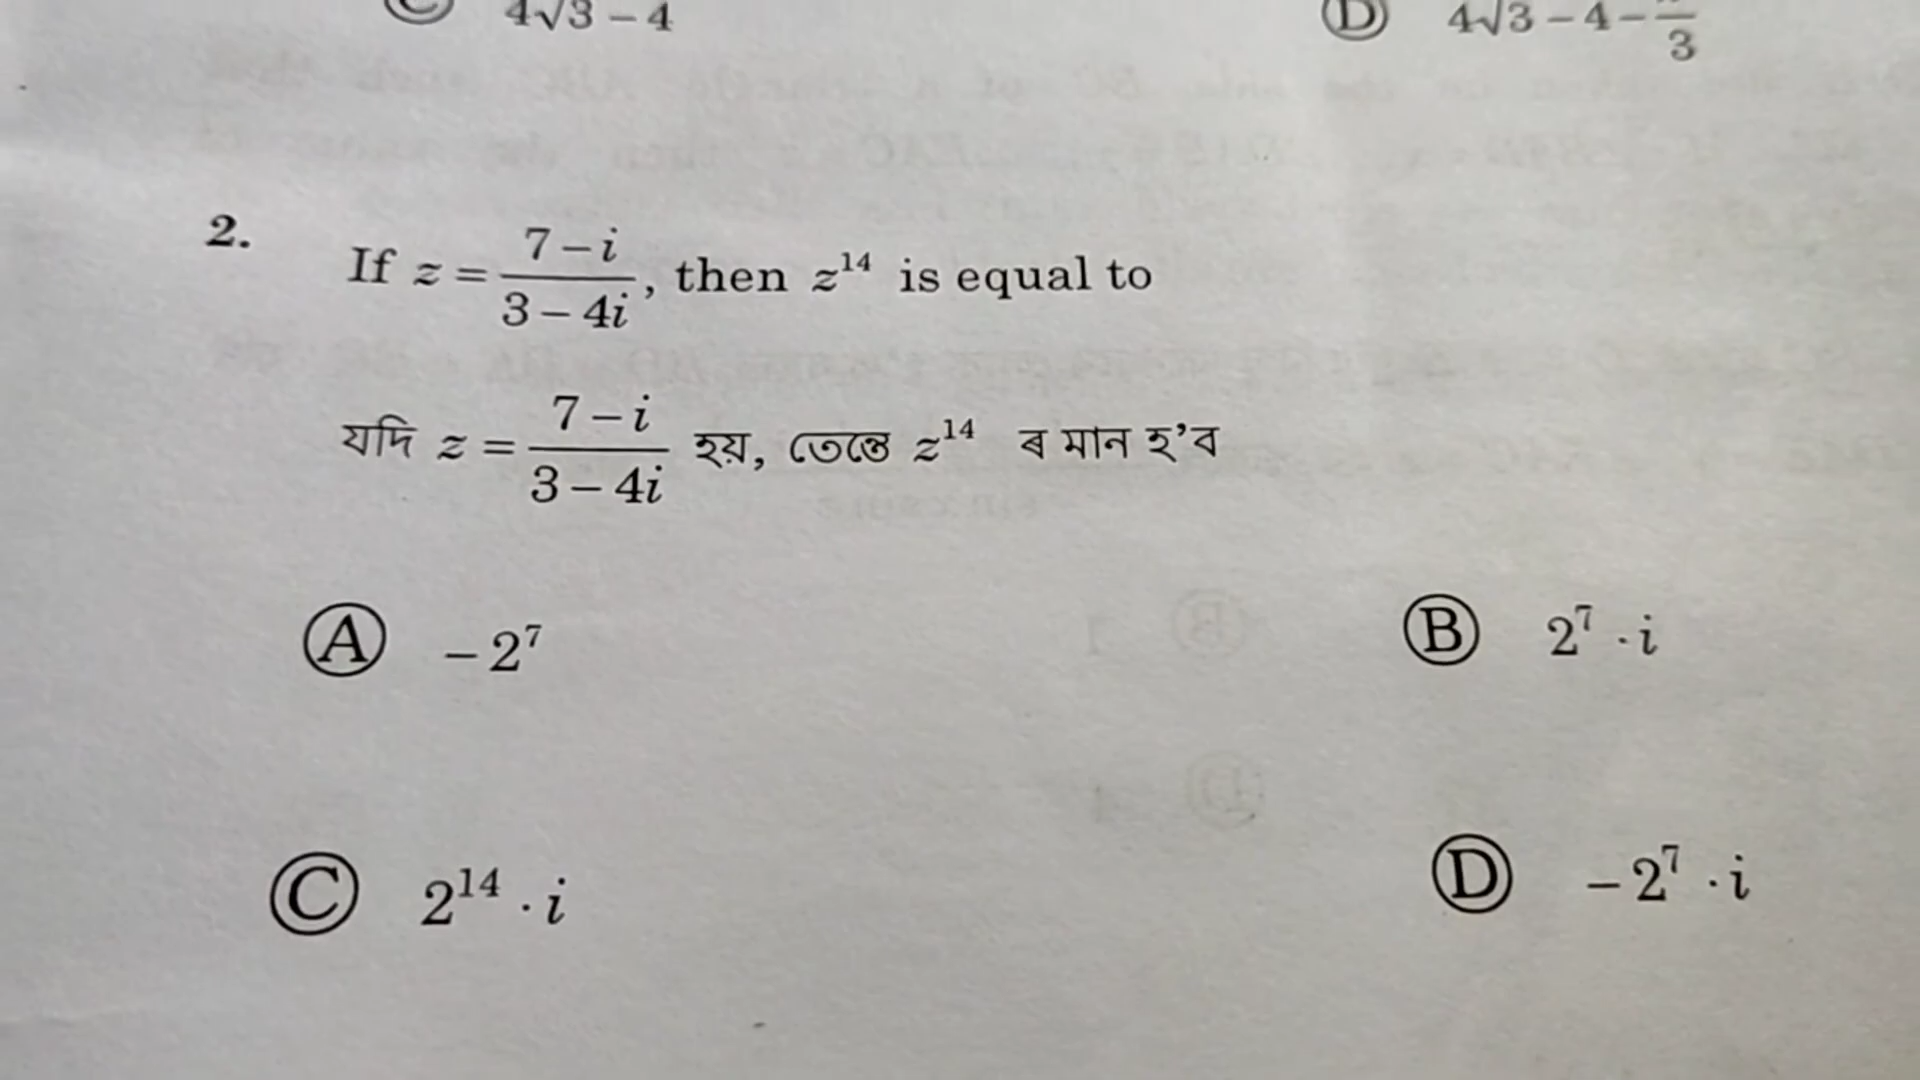 Ⓒ 4√3 – 4 Ⓓ 4√3 – 4 – /3
2. If z = (7 – i)/(3 – 4i), then z¹⁴ is equal to
যদি z = (7 – i)/(3 – 4i) হয়, তেন্তে z¹⁴ ৰ মান হ’ব
Ⓐ – 2⁷ Ⓑ 2⁷ · i
Ⓒ 2¹⁴ · i Ⓓ – 2⁷ · i